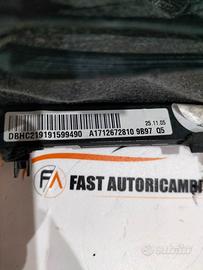 25.11.05
DBHC219191599490 A1712672810 9B97 Q5
FA FAST AUTORICAMBI
subito